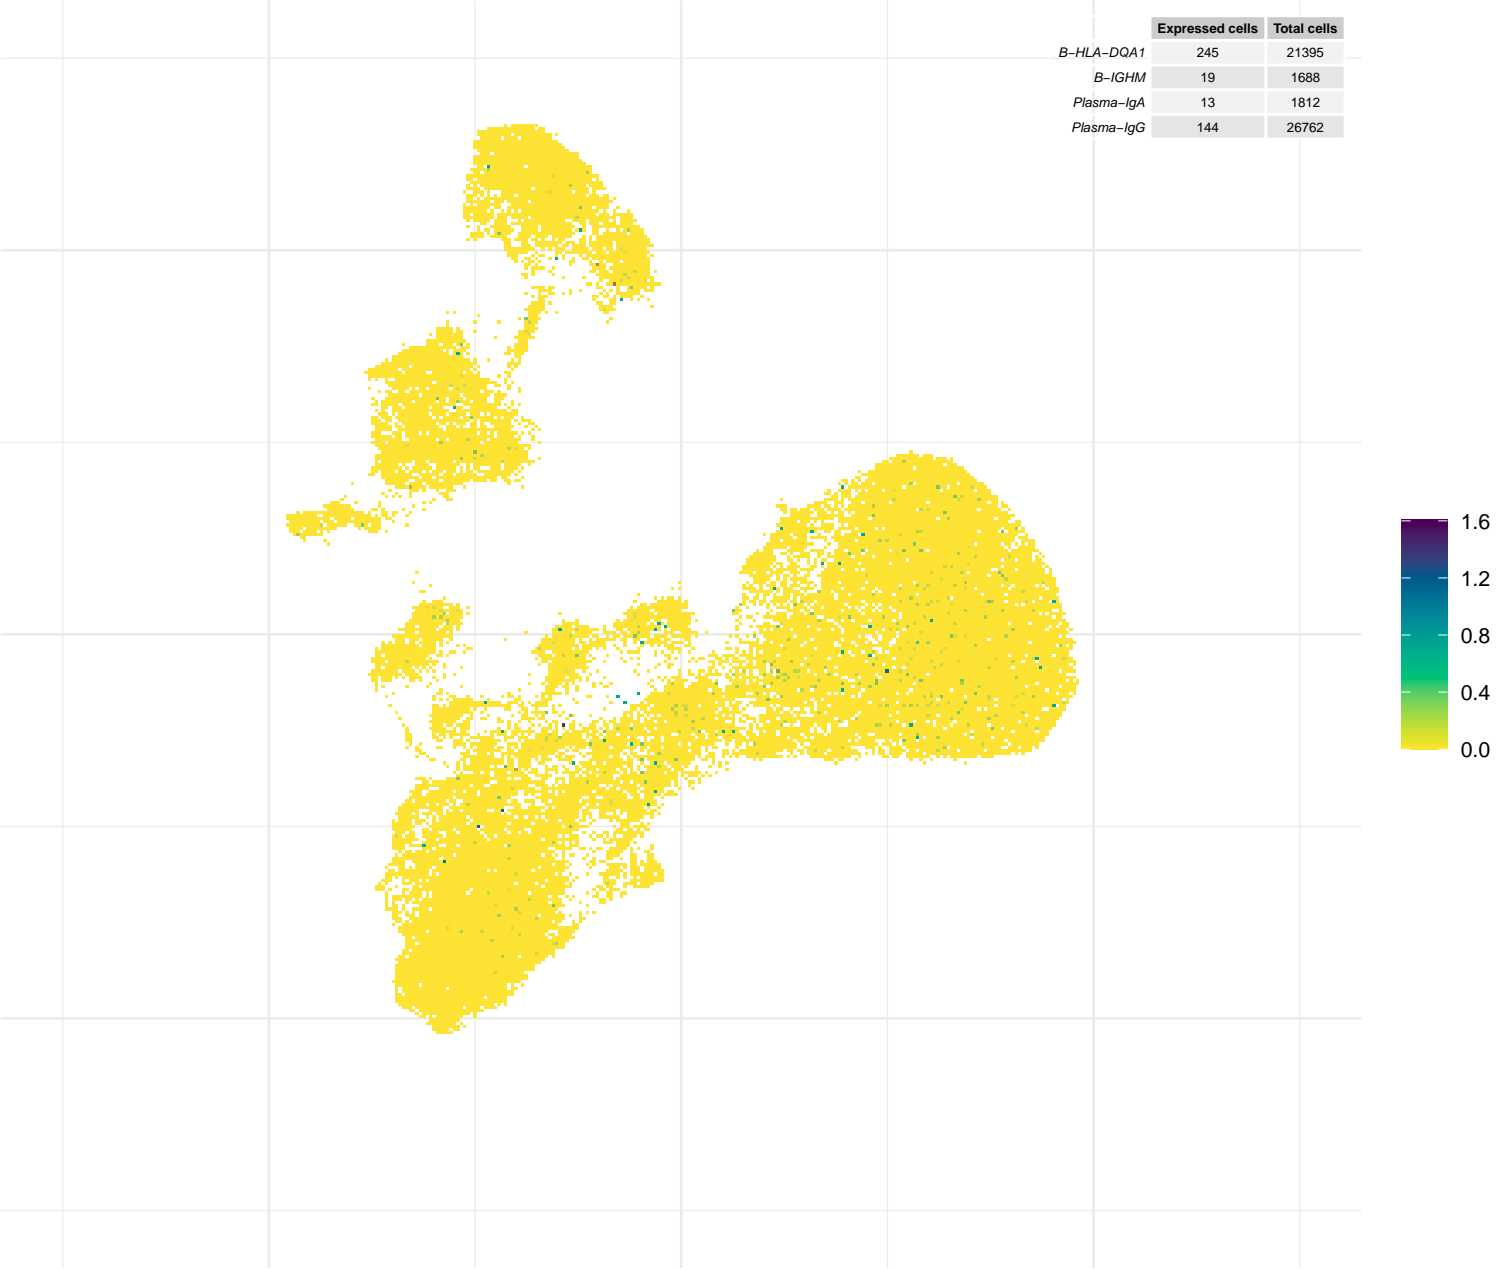 Expressed cells Total cells
B−HLA−DQA1 245 21395
B−IGHM 19 1688
Plasma−IgA 13 1812
Plasma−IgG 144 26762
1.6
1.2
0.8
0.4
0.0